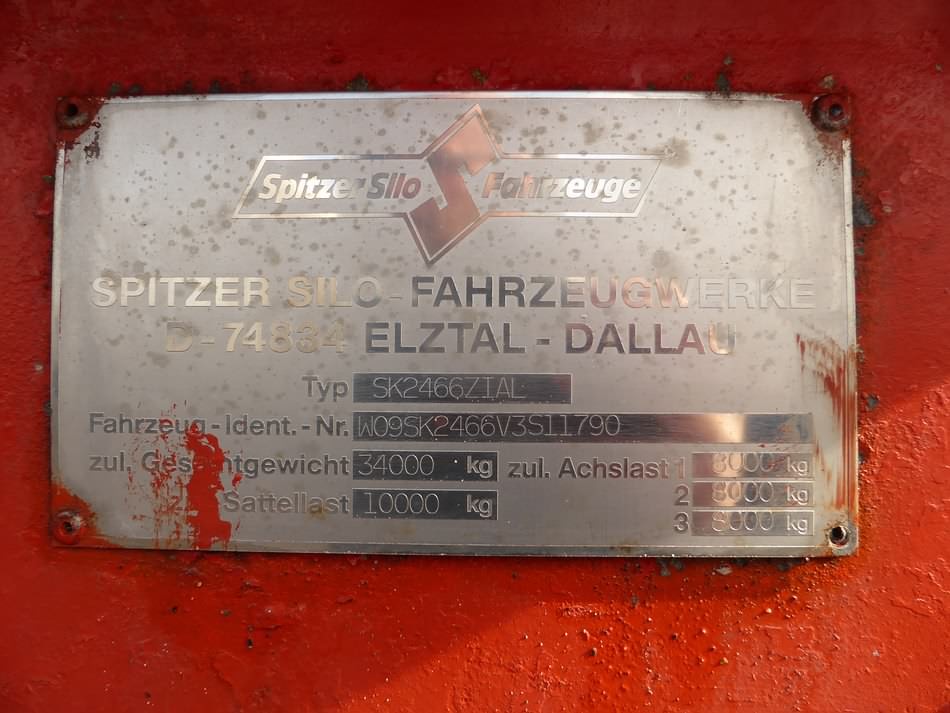 Spitzer Silo Fahrzeuge
SPITZER SILO-FAHRZEUGWERKE
D-74834 ELZTAL-DALLAU
Typ SK2466ZIAL
Fahrzeug-Ident.-Nr. W09SK2466V3S11790
zul. Gesamtgewicht 34000 kg zul. Achslast 1 8000 kg
Sattellast 10000 kg 2 8000 kg
3 8000 kg